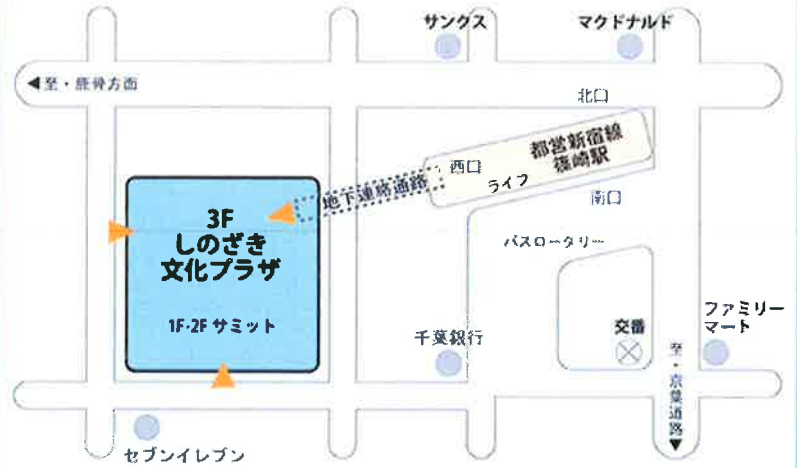 サンクス
マクドナルド
◀至・鹿骨方面
北口
都営新宿線
篠崎駅
西口
ライフ
地下連絡通路
南口
3F
しのざき
文化プラザ
バスロータリー
1F・2F サミット
千葉銀行
交番
ファミリー
マート
至・京葉道路▼
セブンイレブン